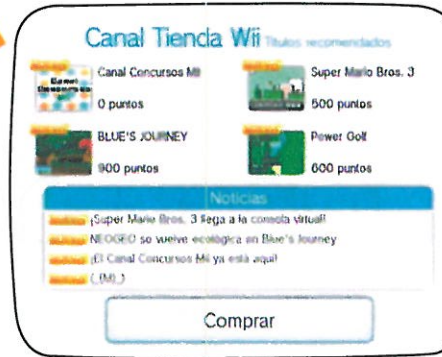 Canal Tienda Wii Títulos recomendados
Canal Concursos Mii
0 puntos
Super Mario Bros. 3
500 puntos
BLUE'S JOURNEY
900 puntos
Power Golf
600 puntos
Noticias
¡Super Mario Bros. 3 llega a la consola virtual!
NEOGEO se vuelve ecológica en Blue's Journey
¡El Canal Concursos Mii ya está aquí!
Comprar